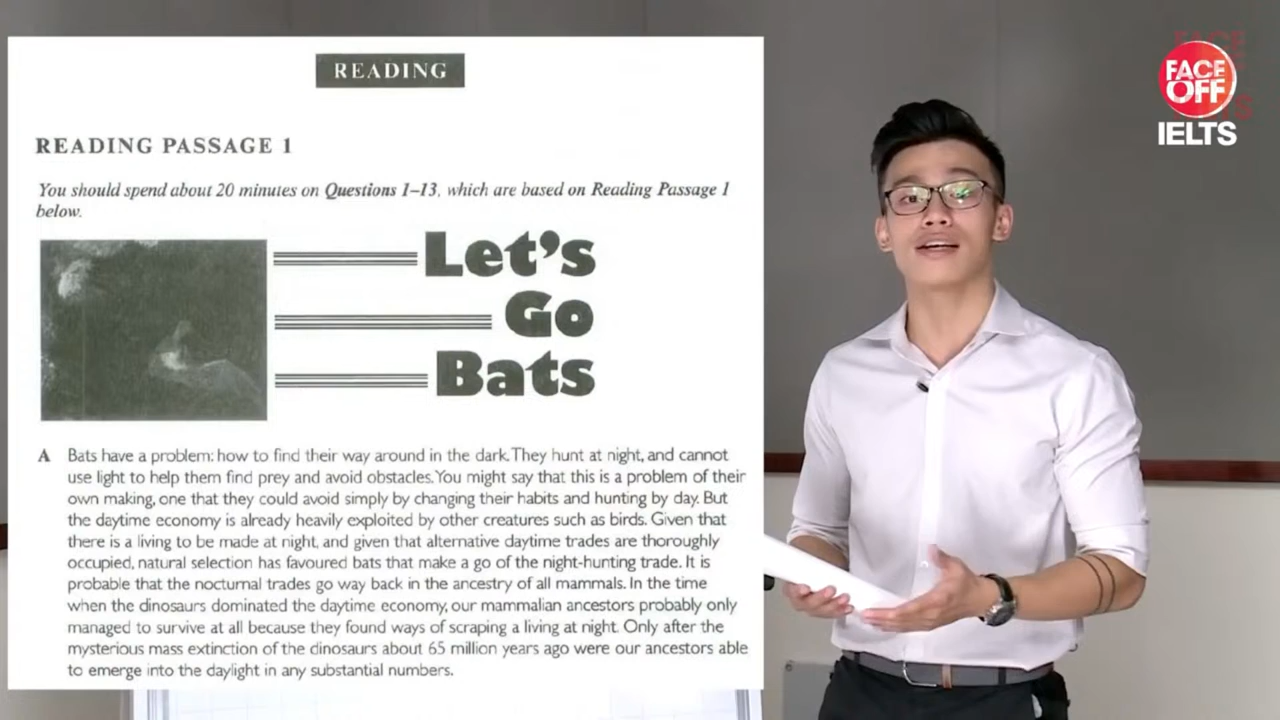 READING
READING PASSAGE 1
You should spend about 20 minutes on Questions 1–13, which are based on Reading Passage 1
below.
Let's
Go
Bats
A Bats have a problem: how to find their way around in the dark. They hunt at night, and cannot
use light to help them find prey and avoid obstacles. You might say that this is a problem of their
own making, one that they could avoid simply by changing their habits and hunting by day. But
the daytime economy is already heavily exploited by other creatures such as birds. Given that
there is a living to be made at night, and given that alternative daytime trades are thoroughly
occupied, natural selection has favoured bats that make a go of the night-hunting trade. It is
probable that the nocturnal trades go way back in the ancestry of all mammals. In the time
when the dinosaurs dominated the daytime economy, our mammalian ancestors probably only
managed to survive at all because they found ways of scraping a living at night. Only after the
mysterious mass extinction of the dinosaurs about 65 million years ago were our ancestors able
to emerge into the daylight in any substantial numbers.
FACE
OFF
IELTS